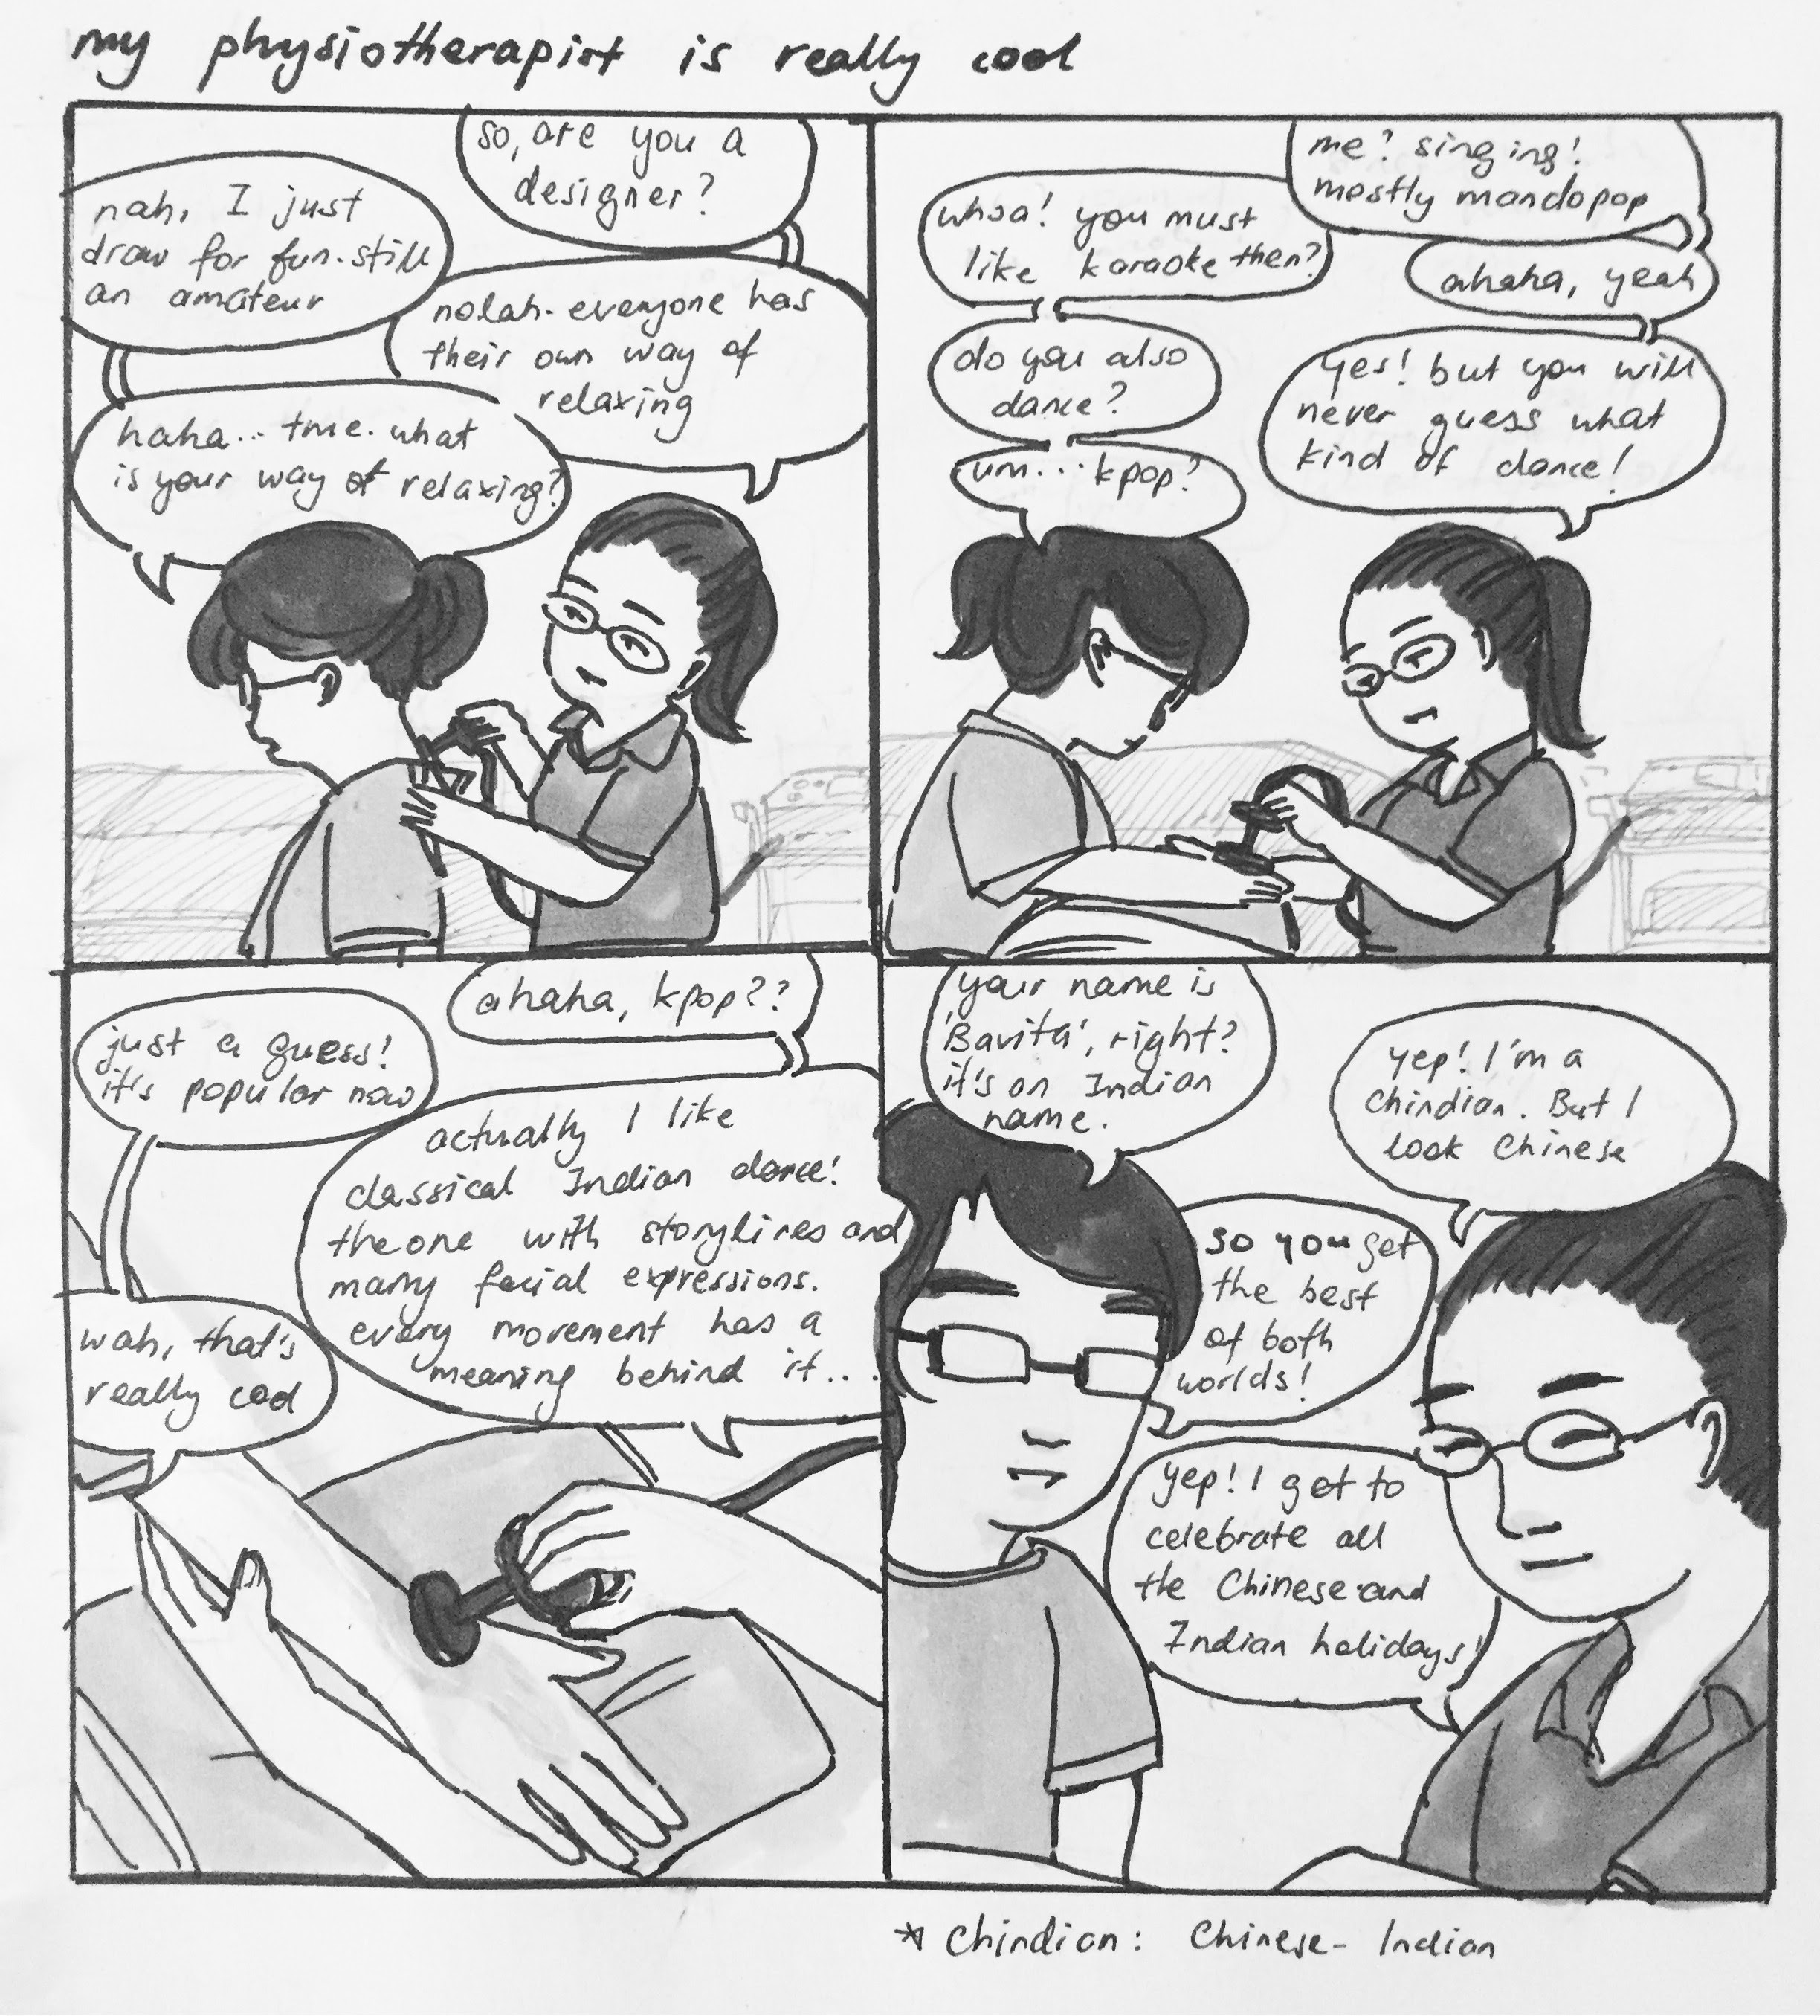 my physiotherapist is really cool
so, are you a
designer?
nah, I just
draw for fun. still
an amateur
nolah. everyone has
their own way of
relaxing
haha... true. what
is your way of relaxing?
me? singing!
mostly mandopop
whoa! you must
like karaoke then?
ahaha, yeah
do you also
dance?
yes! but you will
never guess what
kind of dance!
um... kpop?
ahaha, kpop??
just a guess!
it's popular now
actually I like
classical Indian dance!
the one with storylines and
many facial expressions.
every movement has a
meaning behind it...
wah, that's
really cool
your name is
'Bavita', right?
it's an Indian
name.
yep! I'm a
Chindian. But I
look Chinese
so you get
the best
of both
worlds!
yep! I get to
celebrate all
the Chinese and
Indian holidays!
* Chindian: Chinese-Indian